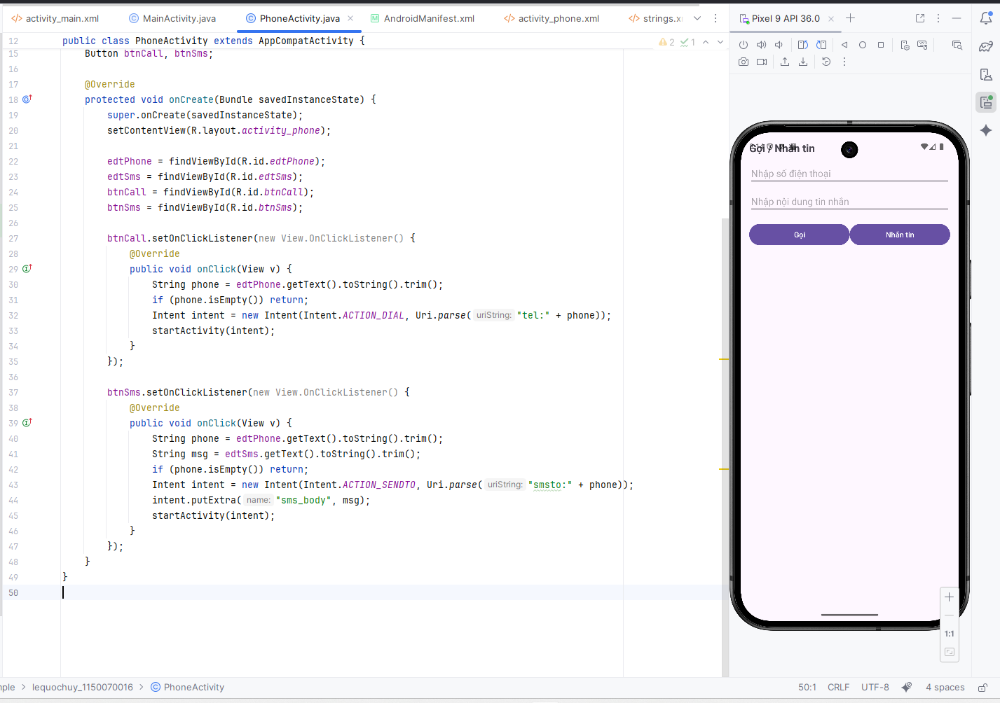 activity_main.xml
MainActivity.java
PhoneActivity.java
AndroidManifest.xml
activity_phone.xml
strings.x
Pixel 9 API 36.0
12 public class PhoneActivity extends AppCompatActivity {
2 1
15 Button btnCall, btnSms;
16
17 @Override
18 protected void onCreate(Bundle savedInstanceState) {
19 super.onCreate(savedInstanceState);
20 setContentView(R.layout.activity_phone);
21
22 edtPhone = findViewById(R.id.edtPhone);
23 edtSms = findViewById(R.id.edtSms);
24 btnCall = findViewById(R.id.btnCall);
25 btnSms = findViewById(R.id.btnSms);
26
27 btnCall.setOnClickListener(new View.OnClickListener() {
28 @Override
29 public void onClick(View v) {
30 String phone = edtPhone.getText().toString().trim();
31 if (phone.isEmpty()) return;
32 Intent intent = new Intent(Intent.ACTION_DIAL, Uri.parse( uriString: "tel:" + phone));
33 startActivity(intent);
34 }
35 });
36
37 btnSms.setOnClickListener(new View.OnClickListener() {
38 @Override
39 public void onClick(View v) {
40 String phone = edtPhone.getText().toString().trim();
41 String msg = edtSms.getText().toString().trim();
42 if (phone.isEmpty()) return;
43 Intent intent = new Intent(Intent.ACTION_SENDTO, Uri.parse( uriString: "smsto:" + phone));
44 intent.putExtra( name: "sms_body", msg);
45 startActivity(intent);
46 }
47 });
48 }
49 }
50
Gọi / Nhắn tin
Nhập số điện thoại
Nhập nội dung tin nhắn
Gọi
Nhắn tin
1:1
mple > lequochuy_1150070016 > PhoneActivity
50:1 CRLF UTF-8 4 spaces